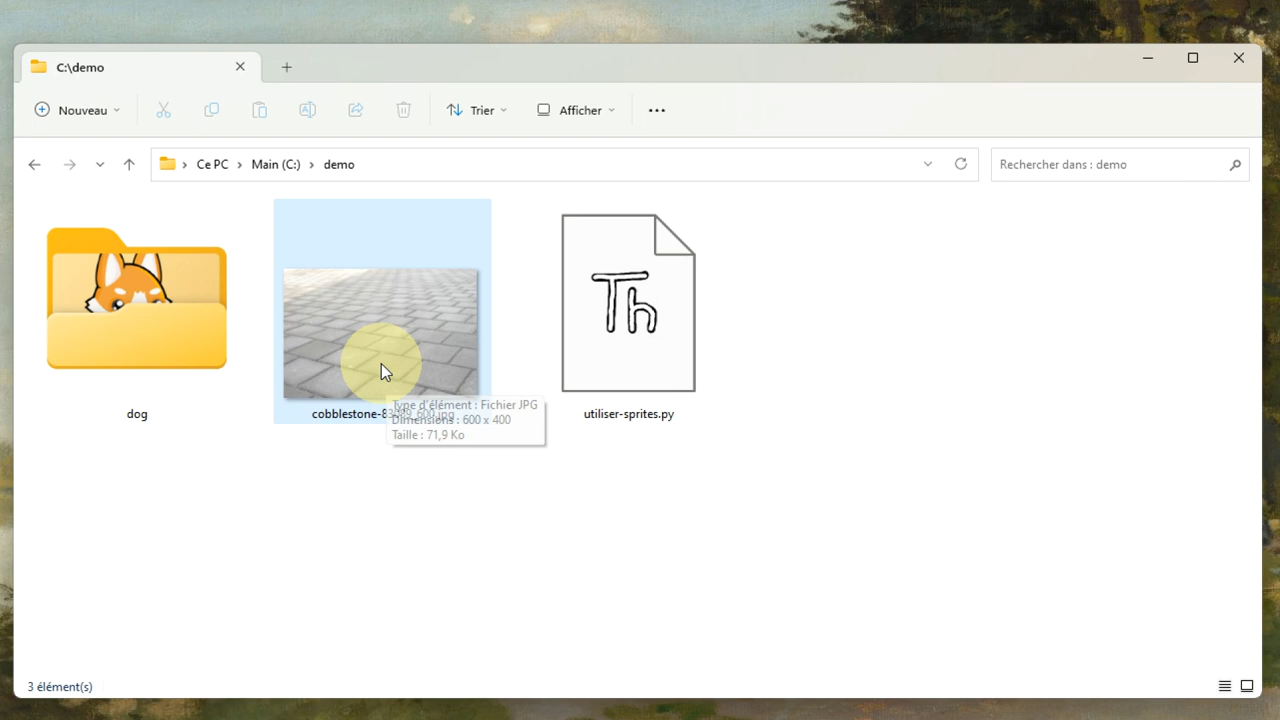 C:\demo
Nouveau
Trier
Afficher
Ce PC
Main (C:)
demo
Rechercher dans : demo
Th
dog
cobblestone-
Type d'élément : Fichier JPG
Dimensions : 600 x 400
Taille : 71,9 Ko
utiliser-sprites.py
3 élément(s)